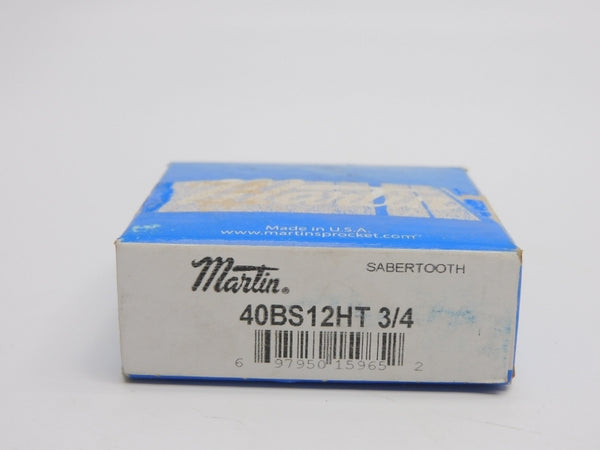 Made in U.S.A.
www.martinsprocket.com
Martin® SABERTOOTH
40BS12HT 3/4
6 97950 15965 2